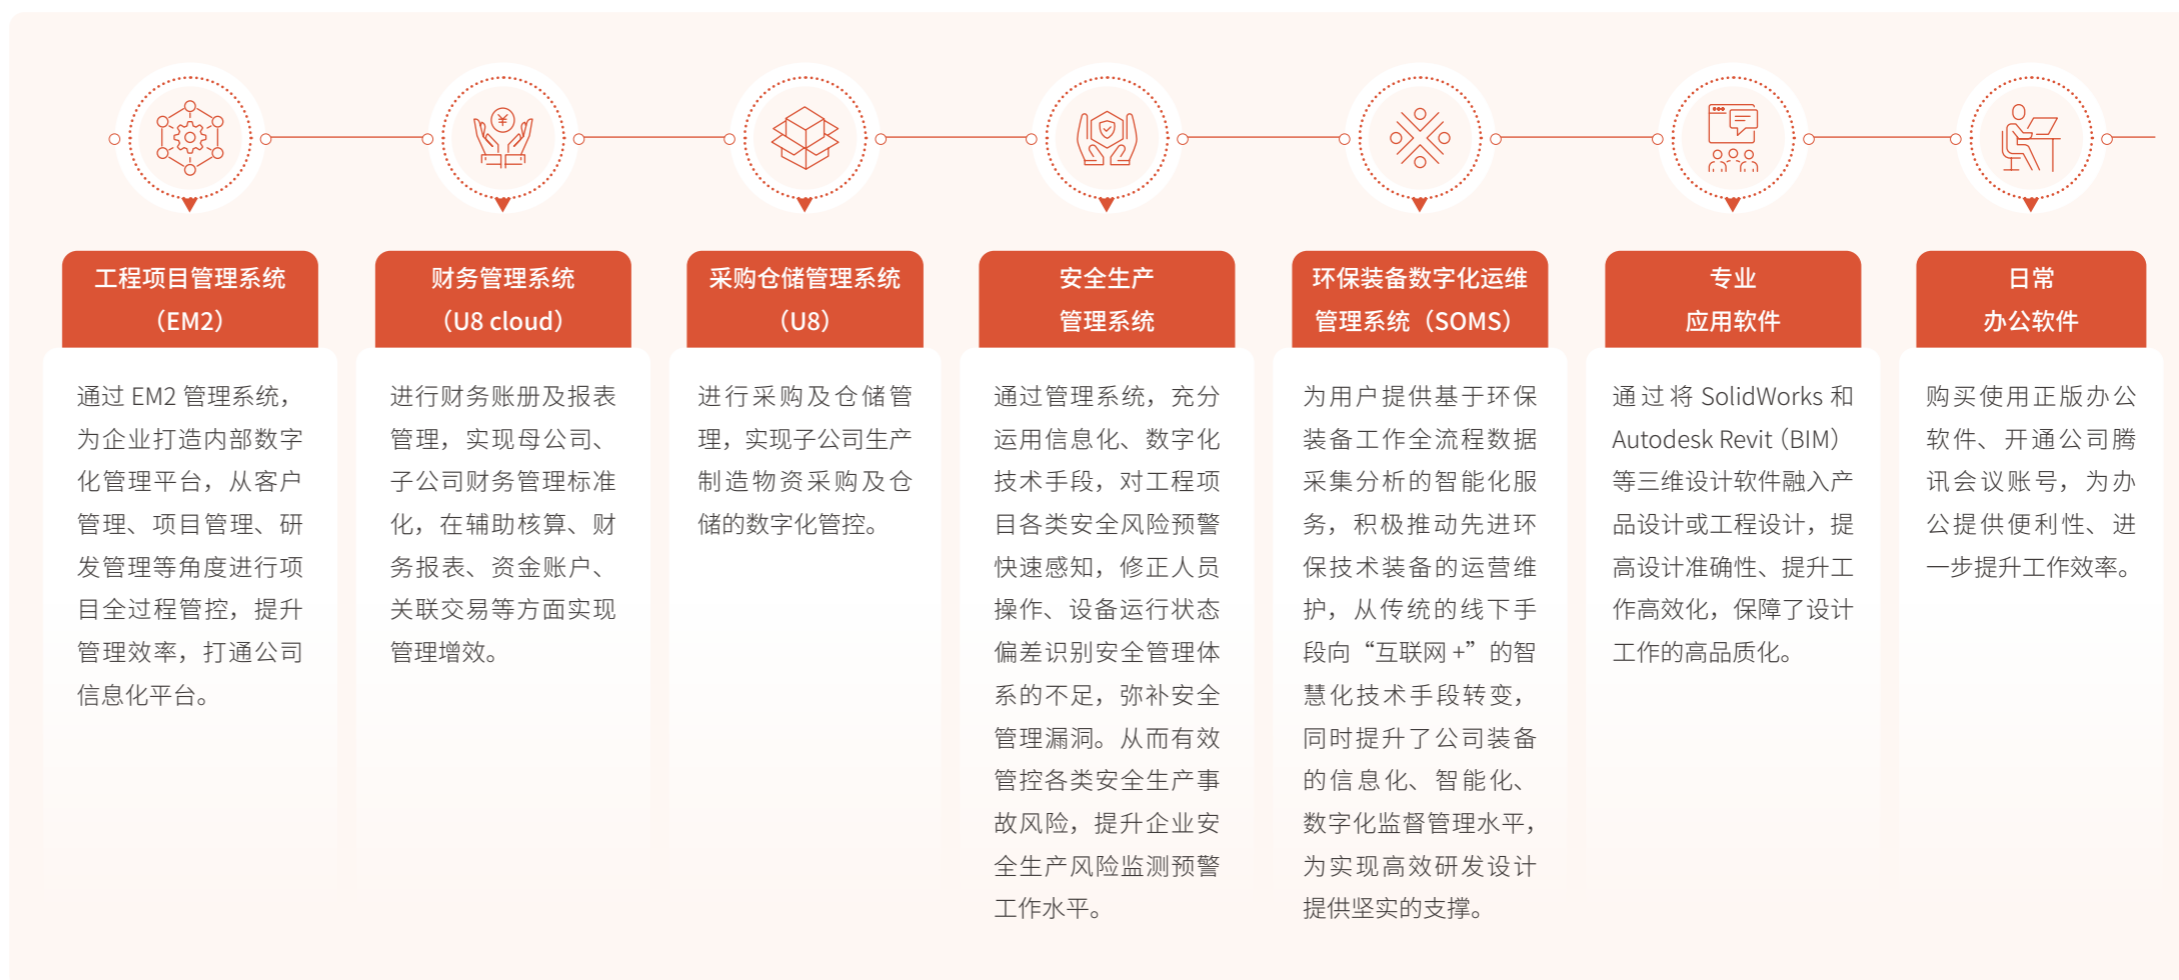 工程项目管理系统
（EM2）
通过 EM2 管理系统，
为企业打造内部数字
化管理平台，从客户
管理、项目管理、研
发管理等角度进行项
目全过程管控，提升
管理效率，打通公司
信息化平台。
财务管理系统
（U8 cloud）
进行财务账册及报表
管理，实现母公司、
子公司财务管理标准
化，在辅助核算、财
务报表、资金账户、
关联交易等方面实现
管理增效。
采购仓储管理系统
（U8）
进行采购及仓储管
理，实现子公司生产
制造物资采购及仓
储的数字化管控。
安全生产
管理系统
通过管理系统，充分
运用信息化、数字化
技术手段，对工程项
目各类安全风险预警
快速感知，修正人员
操作、设备运行状态
偏差识别安全管理体
系的不足，弥补安全
管理漏洞。从而有效
管控各类安全生产事
故风险，提升企业安
全生产风险监测预警
工作水平。
环保装备数字化运维
管理系统（SOMS）
为用户提供基于环保
装备工作全流程数据
采集分析的智能化服
务，积极推动先进环
保技术装备的运营维
护，从传统的线下手
段向“互联网 +”的智
慧化技术手段转变，
同时提升了公司装备
的信息化、智能化、
数字化监督管理水平，
为实现高效研发设计
提供坚实的支撑。
专业
应用软件
通过将 SolidWorks 和
Autodesk Revit（BIM）
等三维设计软件融入产
品设计或工程设计，提
高设计准确性、提升工
作高效化，保障了设计
工作的高品质化。
日常
办公软件
购买使用正版办公
软件、开通公司腾
讯会议账号，为办
公提供便利性、进
一步提升工作效率。